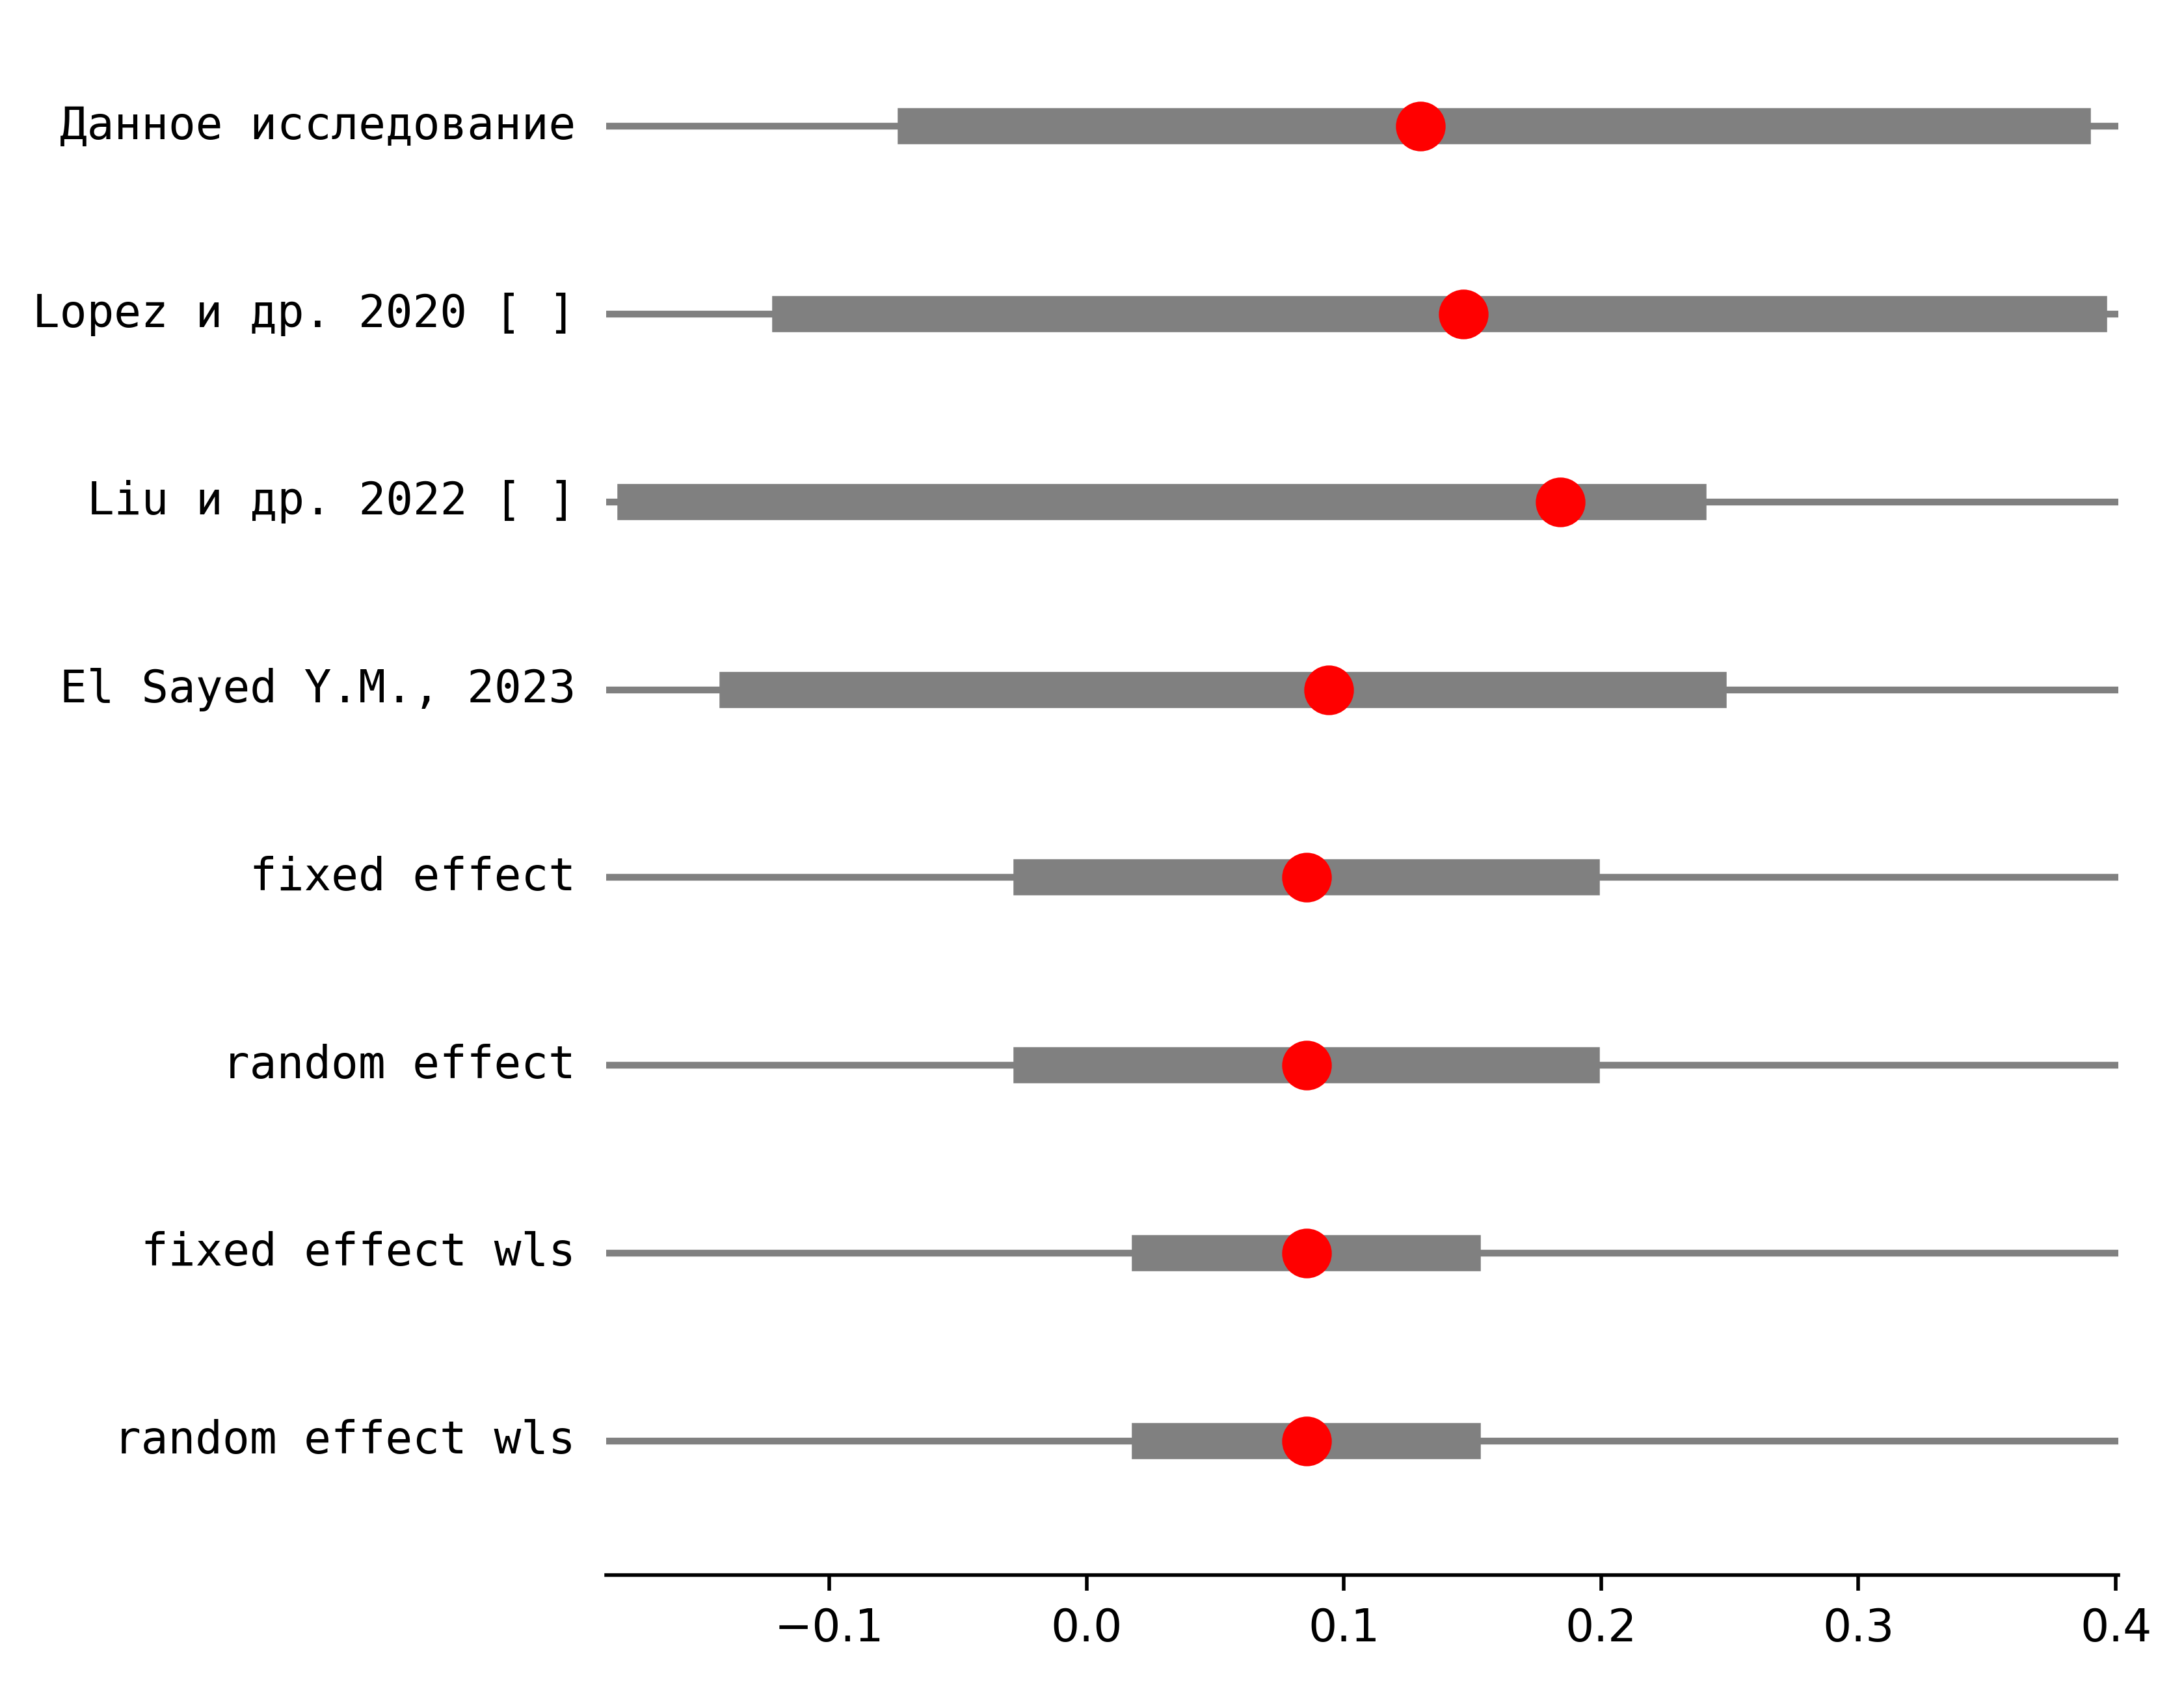 Данное исследование
Lopez и др. 2020 [ ]
Liu и др. 2022 [ ]
El Sayed Y.M., 2023
fixed effect
random effect
fixed effect wls
random effect wls
−0.1 0.0 0.1 0.2 0.3 0.4